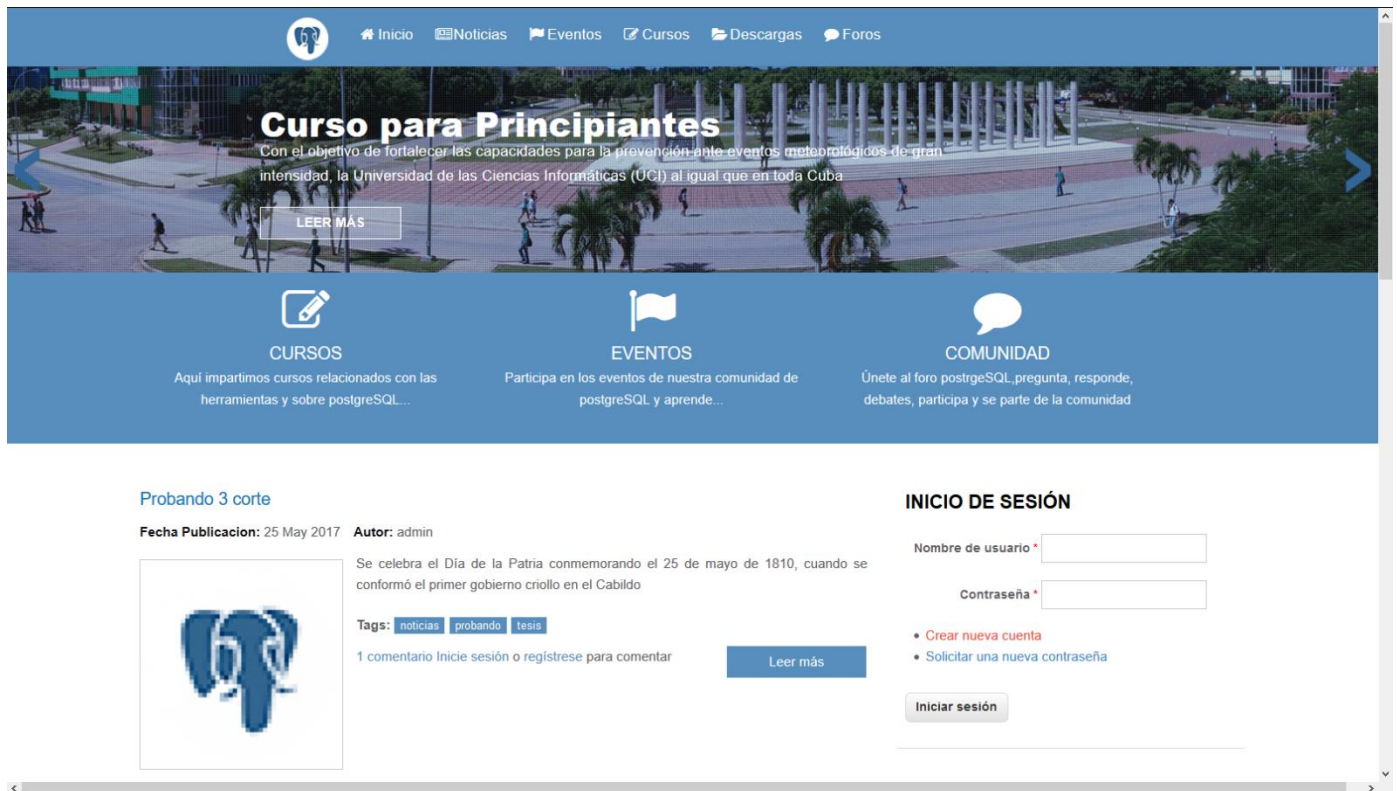 Inicio Noticias Eventos Cursos Descargas Foros
Curso para Principiantes
Con el objetivo de fortalecer las capacidades para la prevención ante eventos meteorológicos de gran
intensidad, la Universidad de las Ciencias Informáticas (UCI) al igual que en toda Cuba
LEER MÁS
CURSOS
Aquí impartimos cursos relacionados con las
herramientas y sobre postgreSQL...
EVENTOS
Participa en los eventos de nuestra comunidad de
postgreSQL y aprende...
COMUNIDAD
Únete al foro postrgeSQL,pregunta, responde,
debates, participa y se parte de la comunidad
Probando 3 corte
Fecha Publicacion: 25 May 2017 Autor: admin
Se celebra el Día de la Patria conmemorando el 25 de mayo de 1810, cuando se
conformó el primer gobierno criollo en el Cabildo
Tags: noticias probando tesis
1 comentario Inicie sesión o regístrese para comentar
Leer más
INICIO DE SESIÓN
Nombre de usuario *
Contraseña *
Crear nueva cuenta
Solicitar una nueva contraseña
Iniciar sesión